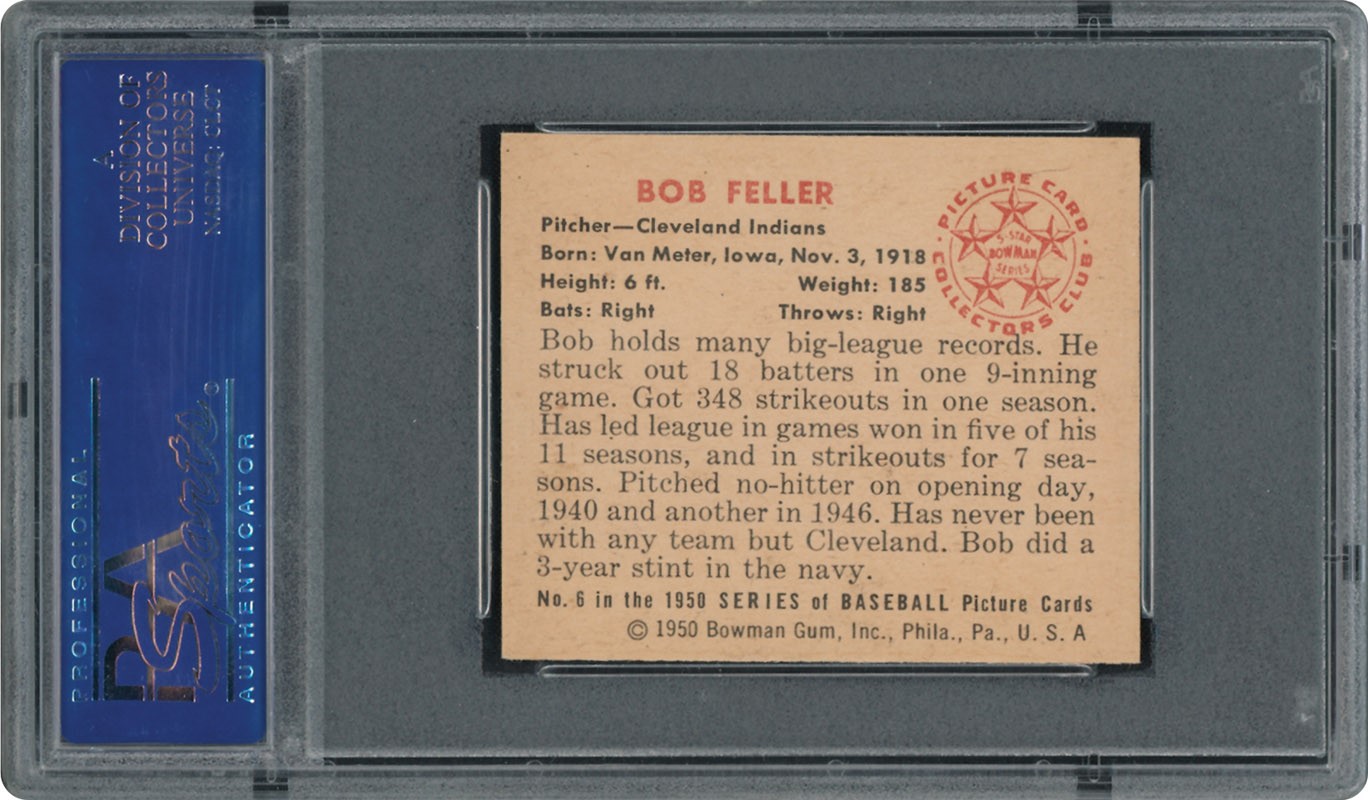 A
DIVISION OF
COLLECTORS
UNIVERSE
NASDAQ: CLCT
PROFESSIONAL
PSA
Sports
AUTHENTICATOR
BOB FELLER
Pitcher—Cleveland Indians
Born: Van Meter, Iowa, Nov. 3, 1918
Height: 6 ft. Weight: 185
Bats: Right Throws: Right
PICTURE CARD
COLLECTORS CLUB
5-STAR
BOWMAN
SERIES
Bob holds many big-league records. He
struck out 18 batters in one 9-inning
game. Got 348 strikeouts in one season.
Has led league in games won in five of his
11 seasons, and in strikeouts for 7 sea-
sons. Pitched no-hitter on opening day,
1940 and another in 1946. Has never been
with any team but Cleveland. Bob did a
3-year stint in the navy.
No. 6 in the 1950 SERIES of BASEBALL Picture Cards
© 1950 Bowman Gum, Inc., Phila., Pa., U. S. A